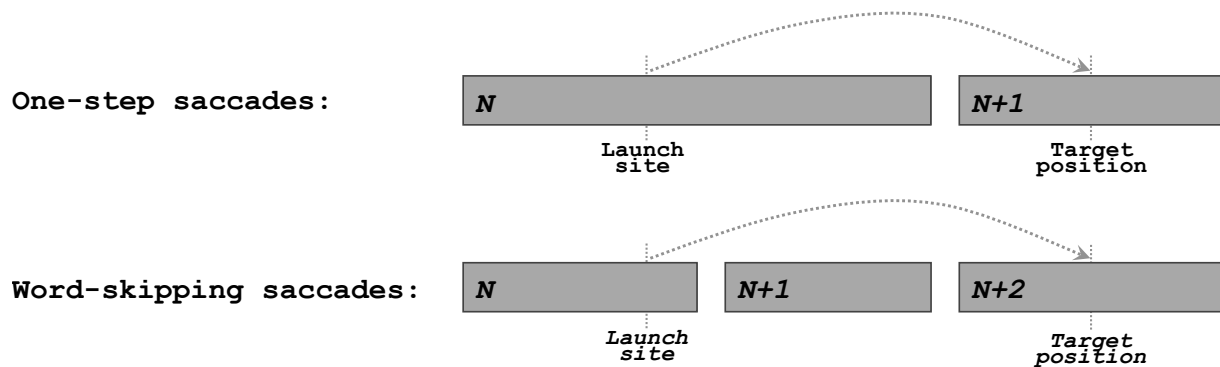 One-step saccades:
N
N+1
Launch
site
Target
position
Word-skipping saccades:
N
N+1
N+2
Launch
site
Target
position